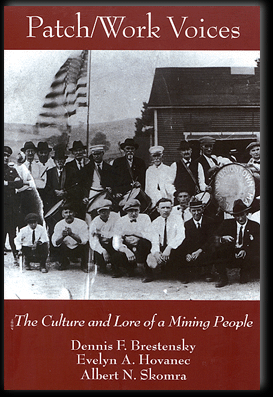 Patch/Work Voices
The Culture and Lore of a Mining People
Dennis F. Brestensky
Evelyn A. Hovanec
Albert N. Skomra